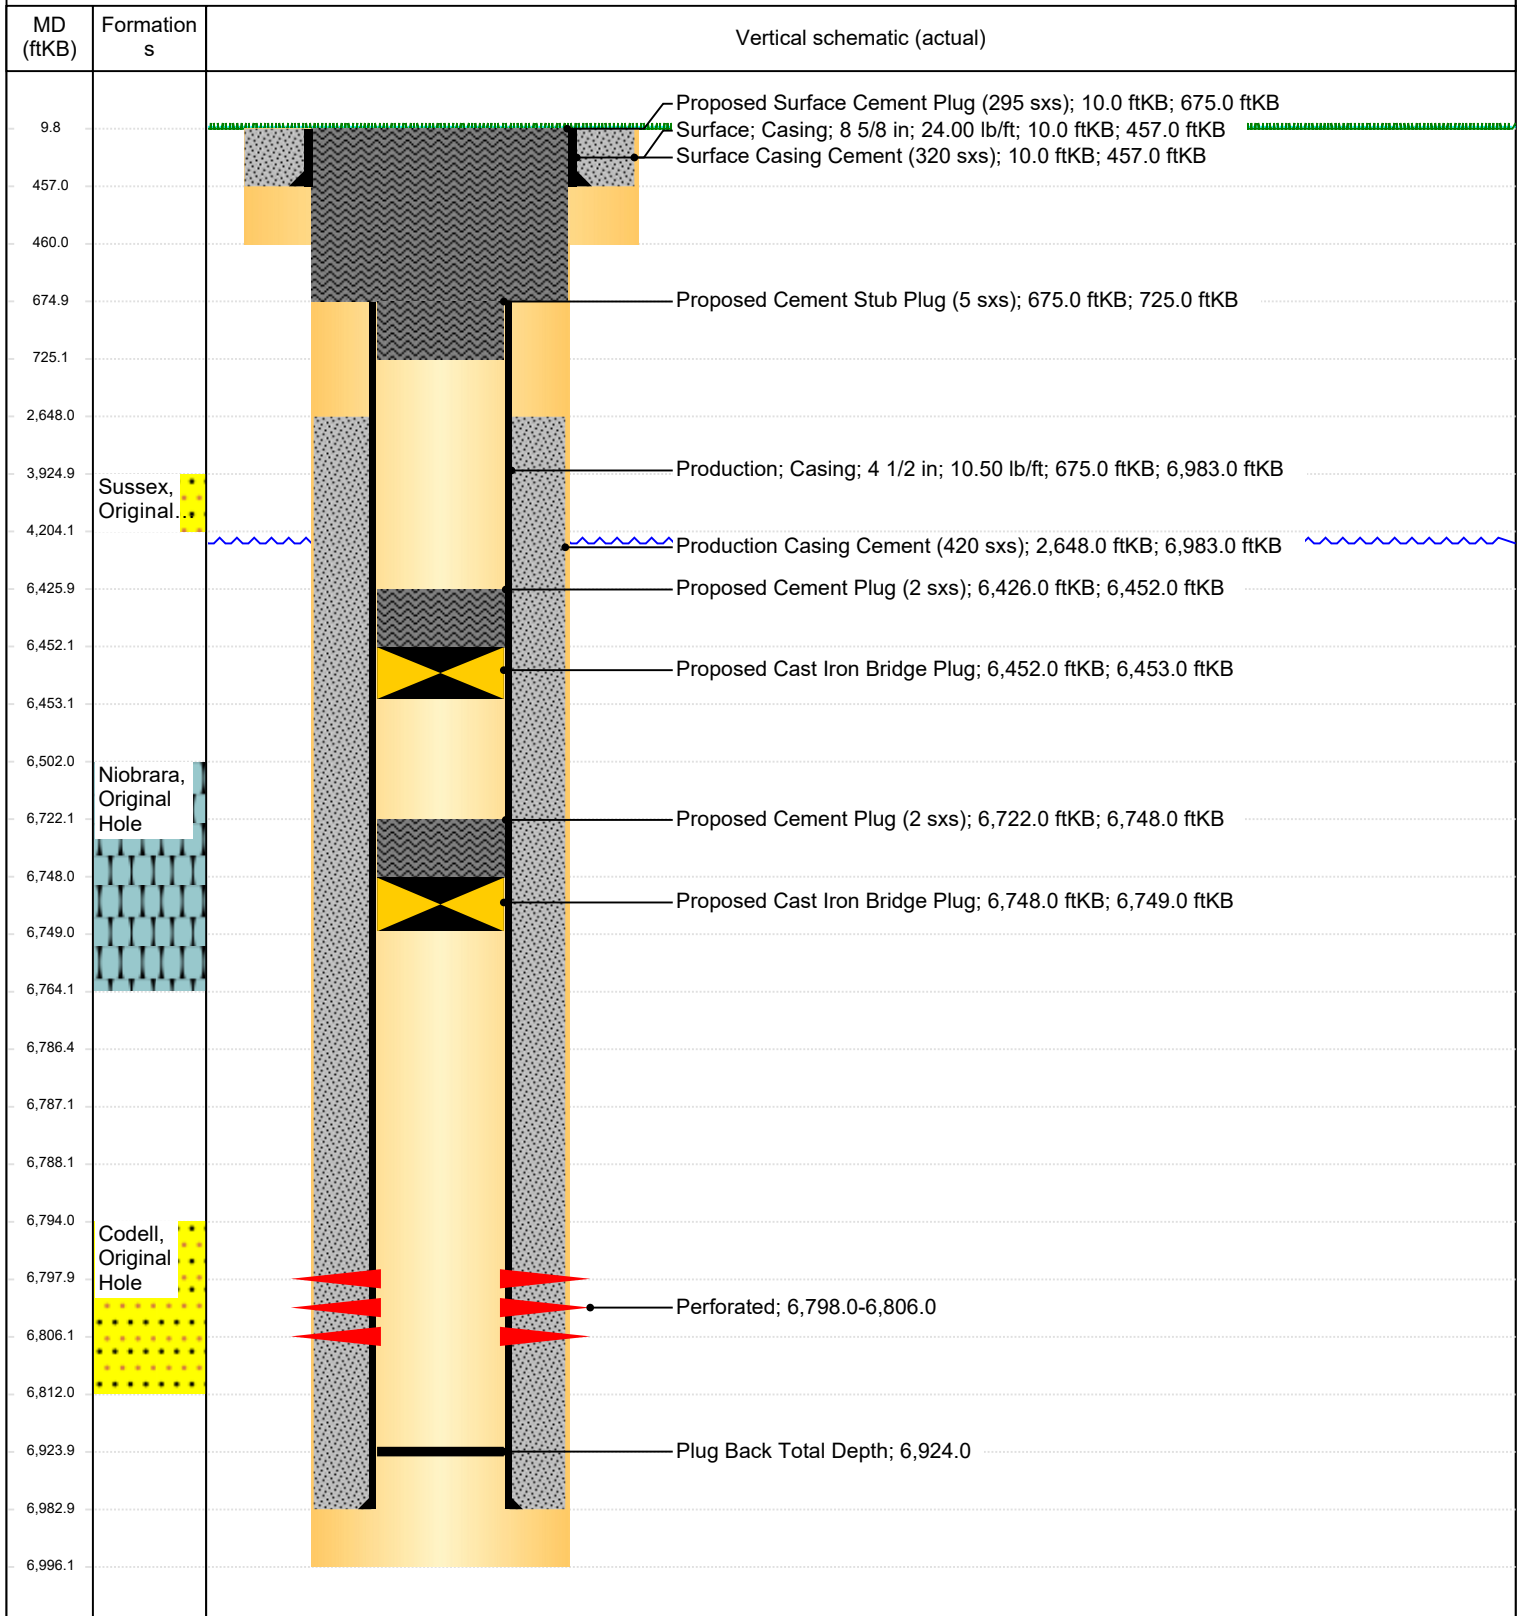 MD
(ftKB)
Formation
s
Vertical schematic (actual)
Proposed Surface Cement Plug (295 sxs); 10.0 ftKB; 675.0 ftKB
9.8
Surface; Casing; 8 5/8 in; 24.00 lb/ft; 10.0 ftKB; 457.0 ftKB
Surface Casing Cement (320 sxs); 10.0 ftKB; 457.0 ftKB
457.0
460.0
674.9
Proposed Cement Stub Plug (5 sxs); 675.0 ftKB; 725.0 ftKB
725.1
2,648.0
3,924.9
Production; Casing; 4 1/2 in; 10.50 lb/ft; 675.0 ftKB; 6,983.0 ftKB
Sussex,
Original...
4,204.1
Production Casing Cement (420 sxs); 2,648.0 ftKB; 6,983.0 ftKB
6,425.9
Proposed Cement Plug (2 sxs); 6,426.0 ftKB; 6,452.0 ftKB
6,452.1
Proposed Cast Iron Bridge Plug; 6,452.0 ftKB; 6,453.0 ftKB
6,453.1
6,502.0
Niobrara,
Original
Hole
6,722.1
Proposed Cement Plug (2 sxs); 6,722.0 ftKB; 6,748.0 ftKB
6,748.0
Proposed Cast Iron Bridge Plug; 6,748.0 ftKB; 6,749.0 ftKB
6,749.0
6,764.1
6,786.4
6,787.1
6,788.1
6,794.0
Codell,
Original
Hole
6,797.9
Perforated; 6,798.0-6,806.0
6,806.1
6,812.0
6,923.9
Plug Back Total Depth; 6,924.0
6,982.9
6,996.1